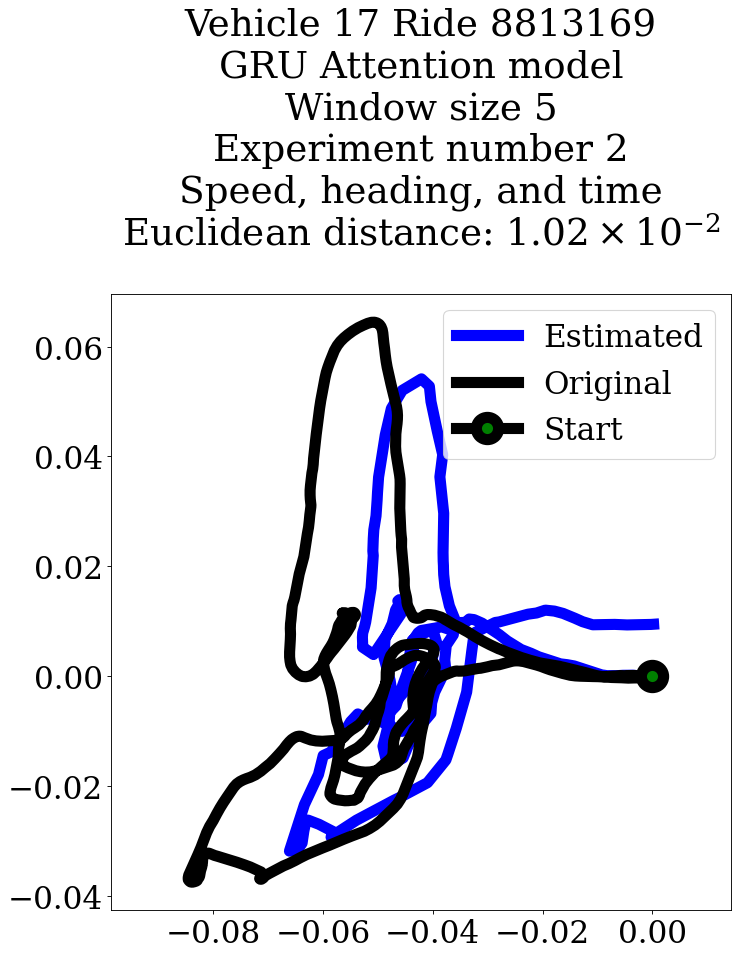 Vehicle 17 Ride 8813169
GRU Attention model
Window size 5
Experiment number 2
Speed, heading, and time
Euclidean distance: 1.02 × 10⁻²
Estimated
Original
Start
0.06
0.04
0.02
0.00
−0.02
−0.04
−0.08 −0.06 −0.04 −0.02 0.00